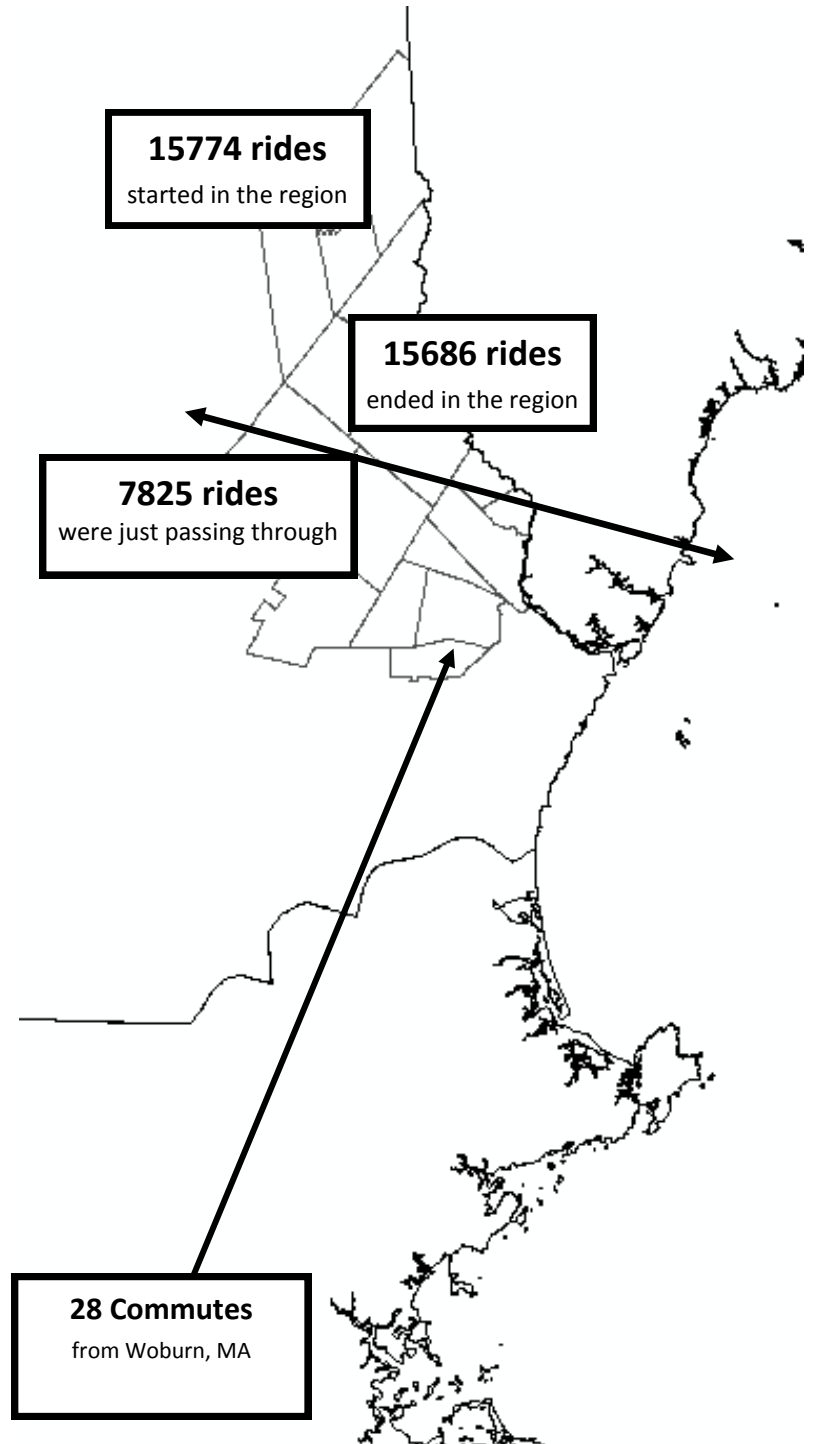 15774 rides
started in the region
15686 rides
ended in the region
7825 rides
were just passing through
28 Commutes
from Woburn, MA